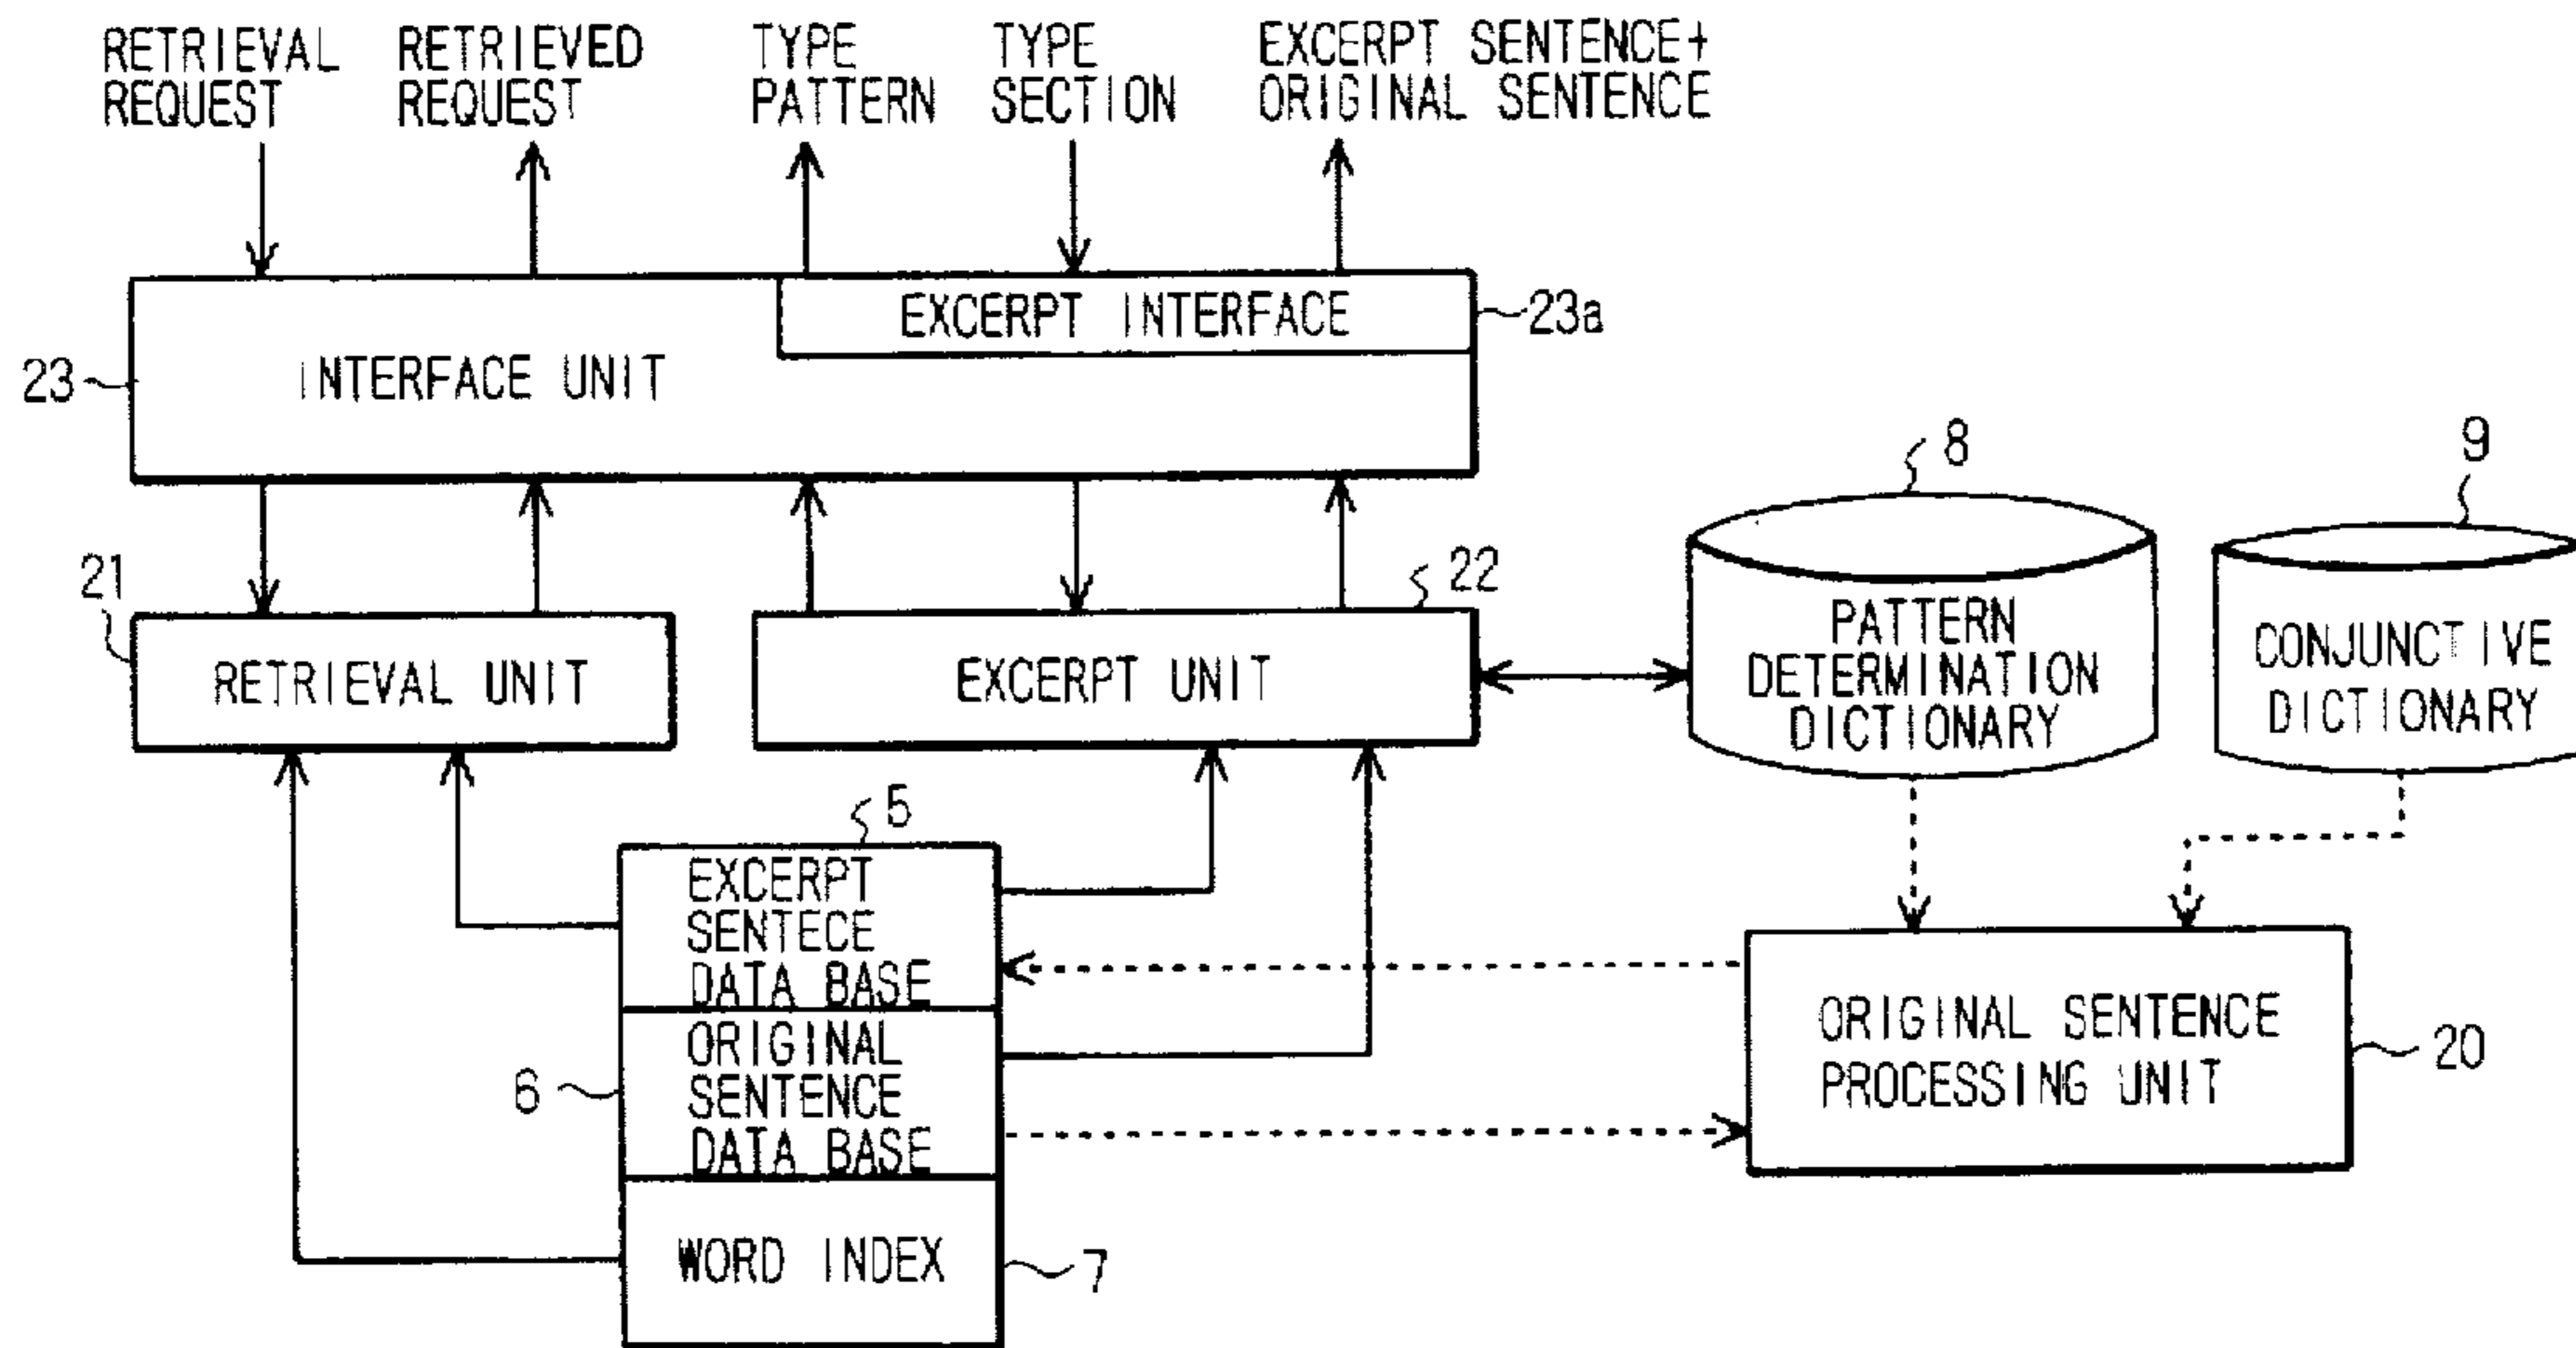 RETRIEVAL
REQUEST
RETRIEVED
REQUEST
TYPE
PATTERN
TYPE
SECTION
EXCERPT SENTENCE+
ORIGINAL SENTENCE
EXCERPT INTERFACE
23a
23
INTERFACE UNIT
8
9
21
22
RETRIEVAL UNIT
EXCERPT UNIT
PATTERN
DETERMINATION
DICTIONARY
CONJUNCTIVE
DICTIONARY
5
EXCERPT
SENTECE
DATA BASE
6
ORIGINAL
SENTENCE
DATA BASE
ORIGINAL SENTENCE
PROCESSING UNIT
20
WORD INDEX
7